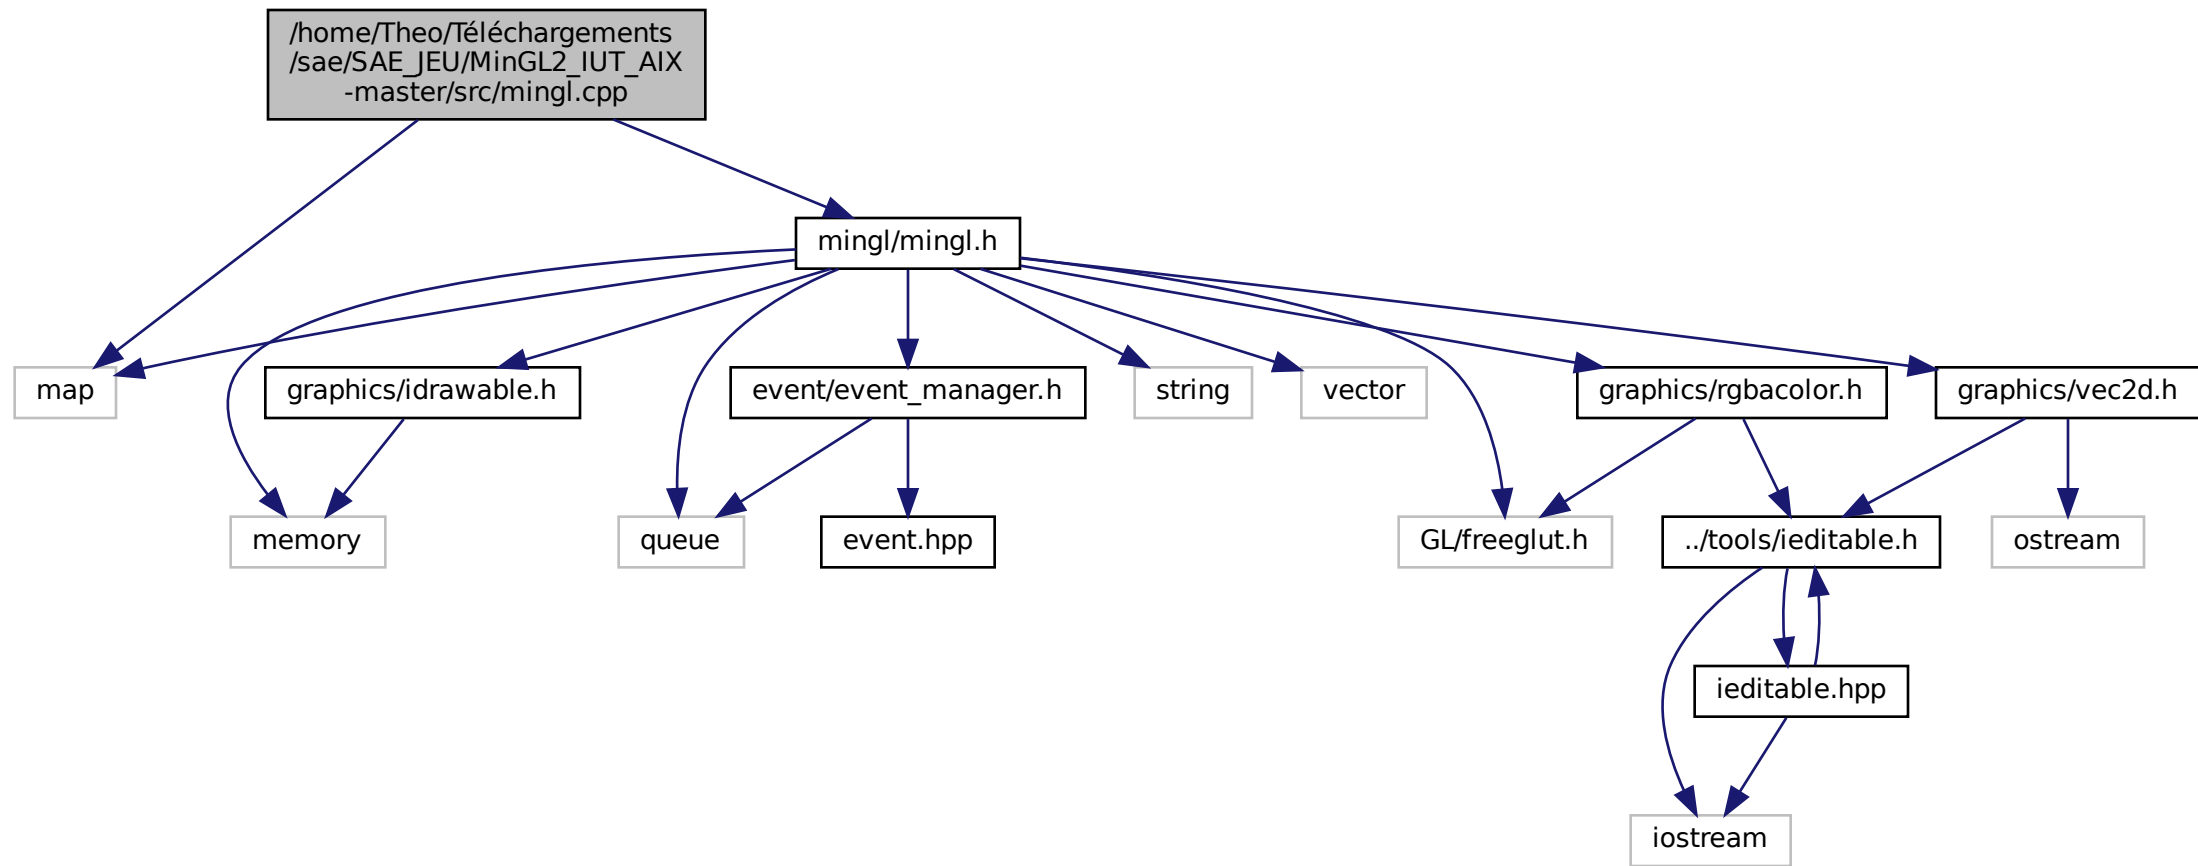 /home/Theo/Téléchargements
/sae/SAE_JEU/MinGL2_IUT_AIX
-master/src/mingl.cpp
mingl/mingl.h
map
graphics/idrawable.h
event/event_manager.h
string
vector
graphics/rgbacolor.h
graphics/vec2d.h
memory
queue
event.hpp
GL/freeglut.h
../tools/ieditable.h
ostream
ieditable.hpp
iostream